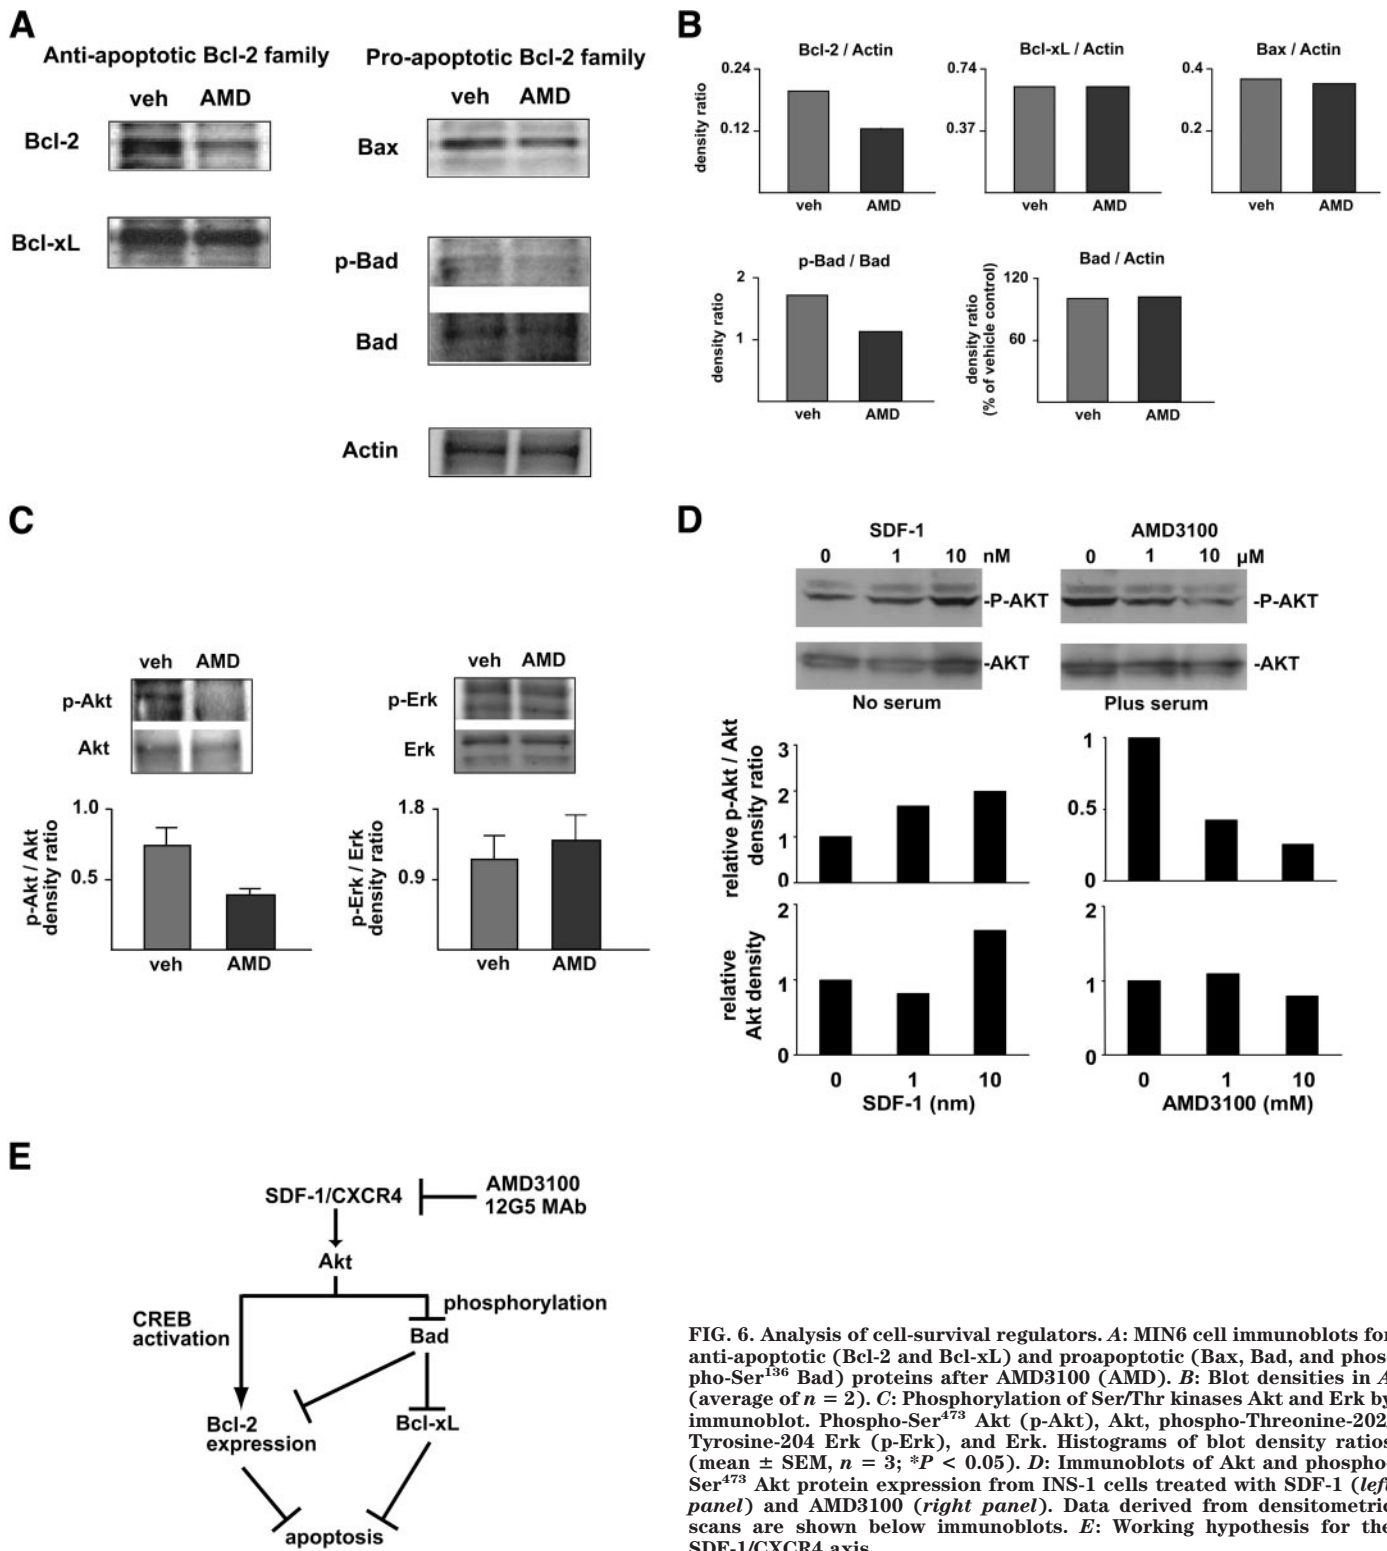 A
Anti-apoptotic Bcl-2 family
veh AMD
Bcl-2
Bcl-xL
Pro-apoptotic Bcl-2 family
veh AMD
Bax
p-Bad
Bad
Actin
B
Bcl-2 / Actin
density ratio
0.24
0.12
veh AMD
Bcl-xL / Actin
0.74
0.37
veh AMD
Bax / Actin
0.4
0.2
veh AMD
p-Bad / Bad
density ratio
2
1
veh AMD
Bad / Actin
density ratio
(% of vehicle control)
120
60
veh AMD
C
veh AMD
p-Akt
Akt
p-Akt / Akt
density ratio
1.0
0.5
veh AMD
veh AMD
p-Erk
Erk
p-Erk / Erk
density ratio
1.8
0.9
veh AMD
D
SDF-1
0 1 10 nM
-P-AKT
-AKT
No serum
AMD3100
0 1 10 µM
-P-AKT
-AKT
Plus serum
relative p-Akt / Akt
density ratio
3
2
1
0
1
0.5
0
relative
Akt density
2
1
0
0 1 10
SDF-1 (nm)
2
1
0
0 1 10
AMD3100 (mM)
E
SDF-1/CXCR4
AMD3100
12G5 MAb
Akt
CREB
activation
phosphorylation
Bad
Bcl-2
expression
Bcl-xL
apoptosis
FIG. 6. Analysis of cell-survival regulators. A: MIN6 cell immunoblots for
anti-apoptotic (Bcl-2 and Bcl-xL) and proapoptotic (Bax, Bad, and phos-
pho-Ser136 Bad) proteins after AMD3100 (AMD). B: Blot densities in A
(average of n = 2). C: Phosphorylation of Ser/Thr kinases Akt and Erk by
immunoblot. Phospho-Ser473 Akt (p-Akt), Akt, phospho-Threonine-202/
Tyrosine-204 Erk (p-Erk), and Erk. Histograms of blot density ratios
(mean ± SEM, n = 3; *P < 0.05). D: Immunoblots of Akt and phospho-
Ser473 Akt protein expression from INS-1 cells treated with SDF-1 (left
panel) and AMD3100 (right panel). Data derived from densitometric
scans are shown below immunoblots. E: Working hypothesis for the
SDF-1/CXCR4 axis